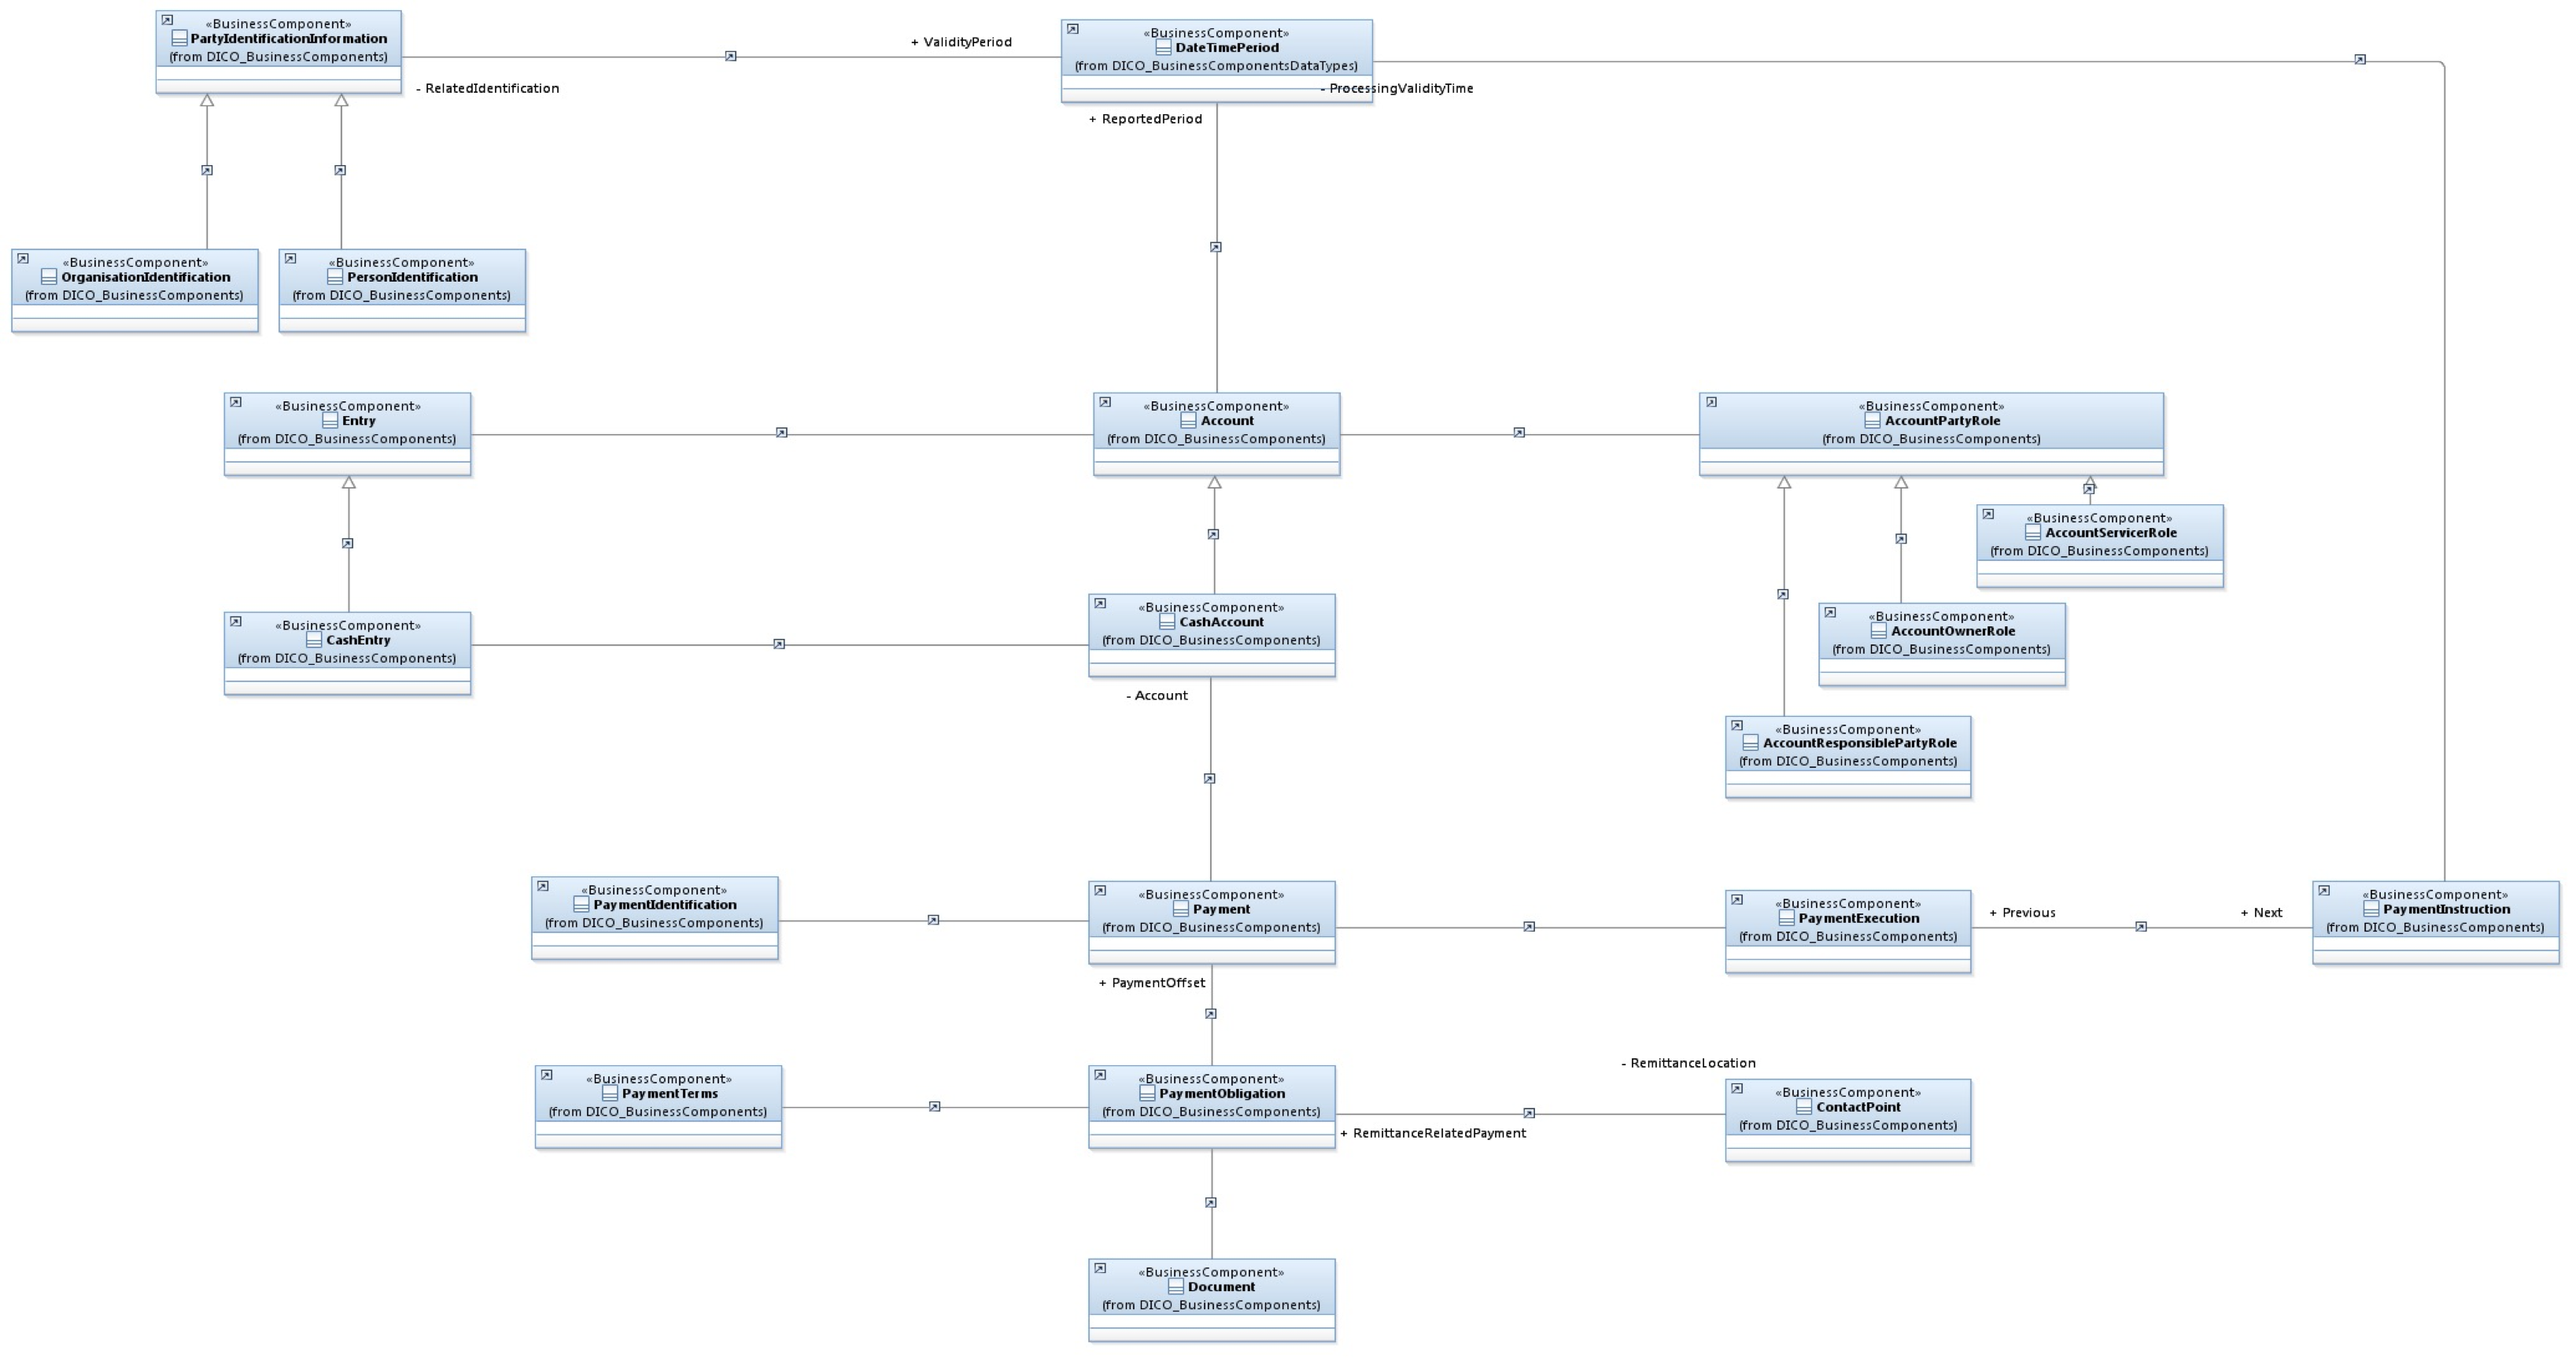 «BusinessComponent»
PartyIdentificationInformation
(from DICO_BusinessComponents)
- RelatedIdentification
+ ValidityPeriod
«BusinessComponent»
DateTimePeriod
(from DICO_BusinessComponentsDataTypes)
- ProcessingValidityTime
+ ReportedPeriod
«BusinessComponent»
OrganisationIdentification
(from DICO_BusinessComponents)
«BusinessComponent»
PersonIdentification
(from DICO_BusinessComponents)
«BusinessComponent»
Entry
(from DICO_BusinessComponents)
«BusinessComponent»
Account
(from DICO_BusinessComponents)
«BusinessComponent»
AccountPartyRole
(from DICO_BusinessComponents)
«BusinessComponent»
AccountServicerRole
(from DICO_BusinessComponents)
«BusinessComponent»
CashEntry
(from DICO_BusinessComponents)
«BusinessComponent»
CashAccount
(from DICO_BusinessComponents)
- Account
«BusinessComponent»
AccountOwnerRole
(from DICO_BusinessComponents)
«BusinessComponent»
AccountResponsiblePartyRole
(from DICO_BusinessComponents)
«BusinessComponent»
PaymentIdentification
(from DICO_BusinessComponents)
«BusinessComponent»
Payment
(from DICO_BusinessComponents)
+ PaymentOffset
«BusinessComponent»
PaymentExecution
(from DICO_BusinessComponents)
+ Previous
+ Next
«BusinessComponent»
PaymentInstruction
(from DICO_BusinessComponents)
«BusinessComponent»
PaymentTerms
(from DICO_BusinessComponents)
«BusinessComponent»
PaymentObligation
(from DICO_BusinessComponents)
+ RemittanceRelatedPayment
- RemittanceLocation
«BusinessComponent»
ContactPoint
(from DICO_BusinessComponents)
«BusinessComponent»
Document
(from DICO_BusinessComponents)